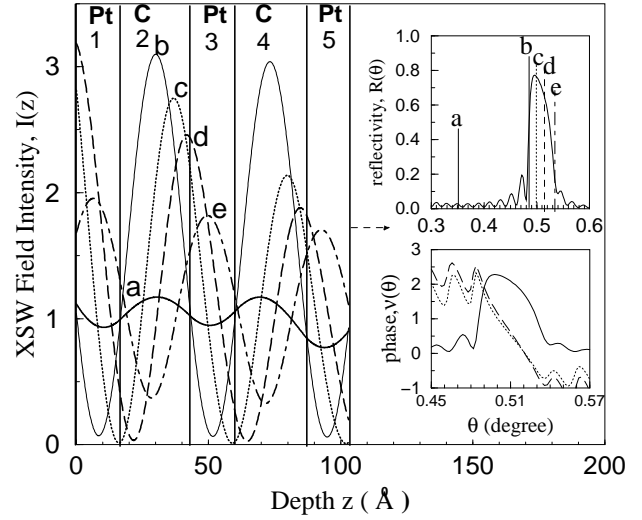 Pt C Pt C Pt
1 2 3 4 5
b
c
d
e
a
XSW Field Intensity, I(z)
3
2
1
0
0 50 100 150 200
Depth z ( Å )
reflectivity, R(θ)
1.0
0.8
0.6
0.4
0.2
0.0
0.3 0.4 0.5 0.6
a
b
c
d
e
phase,ν(θ)
3
2
1
0
−1
0.45 0.51 0.57
θ (degree)